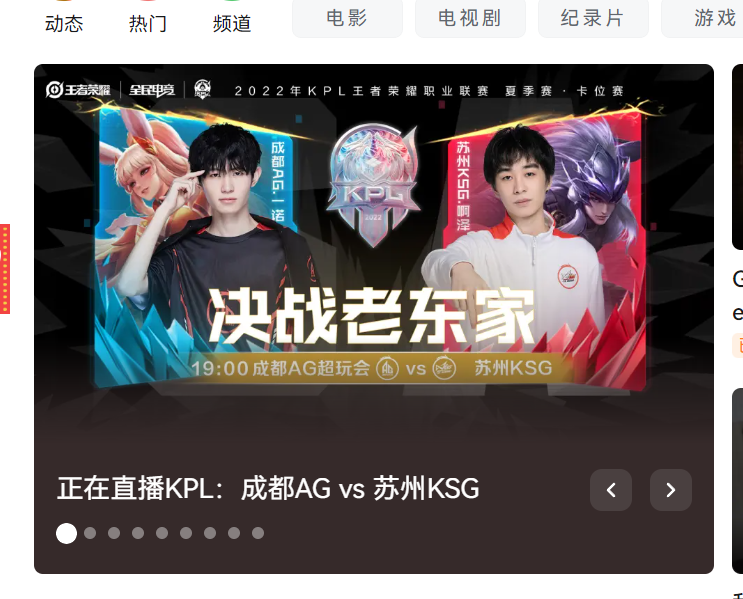 动态 热门 频道 电影 电视剧 纪录片 游戏
王者荣耀 全民电竞 2022年KPL王者荣耀职业联赛 夏季赛·卡位赛
成都AG.一诺
KPL
2022
苏州KSG.啊泽
决战老东家
19:00 成都AG超玩会 vs 苏州KSG
正在直播KPL：成都AG vs 苏州KSG
G
e